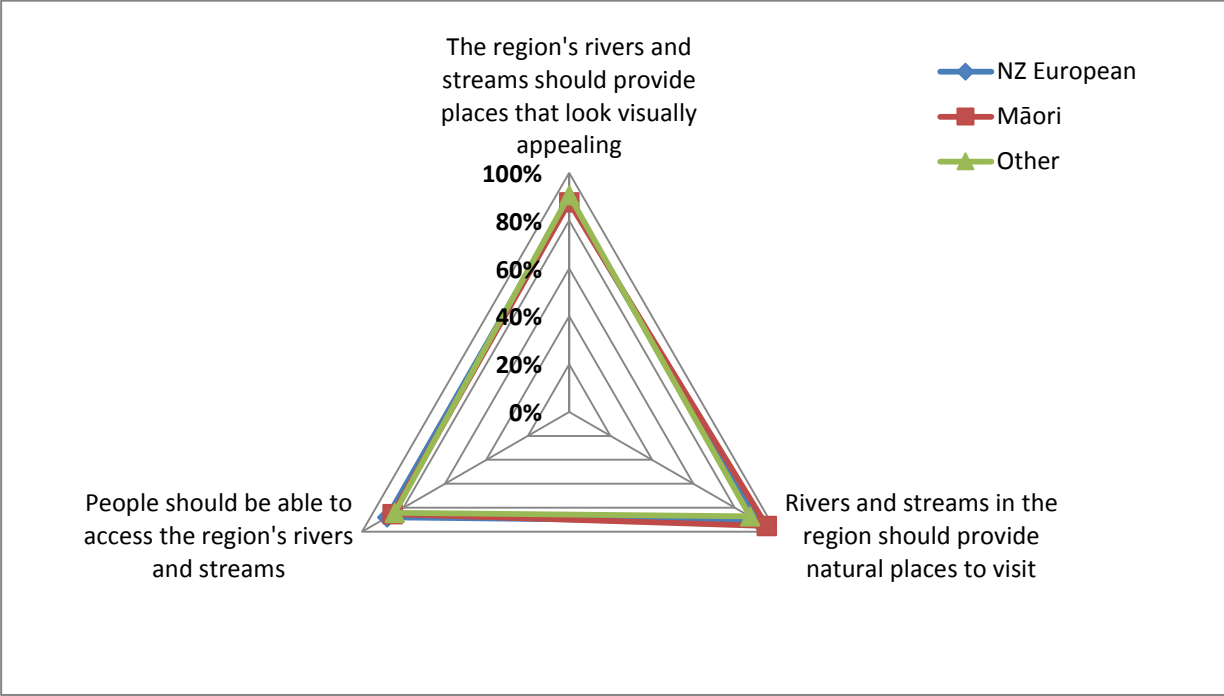 The region's rivers and
streams should provide
places that look visually
appealing
NZ European
Māori
Other
100%
80%
60%
40%
20%
0%
People should be able to
access the region's rivers
and streams
Rivers and streams in the
region should provide
natural places to visit